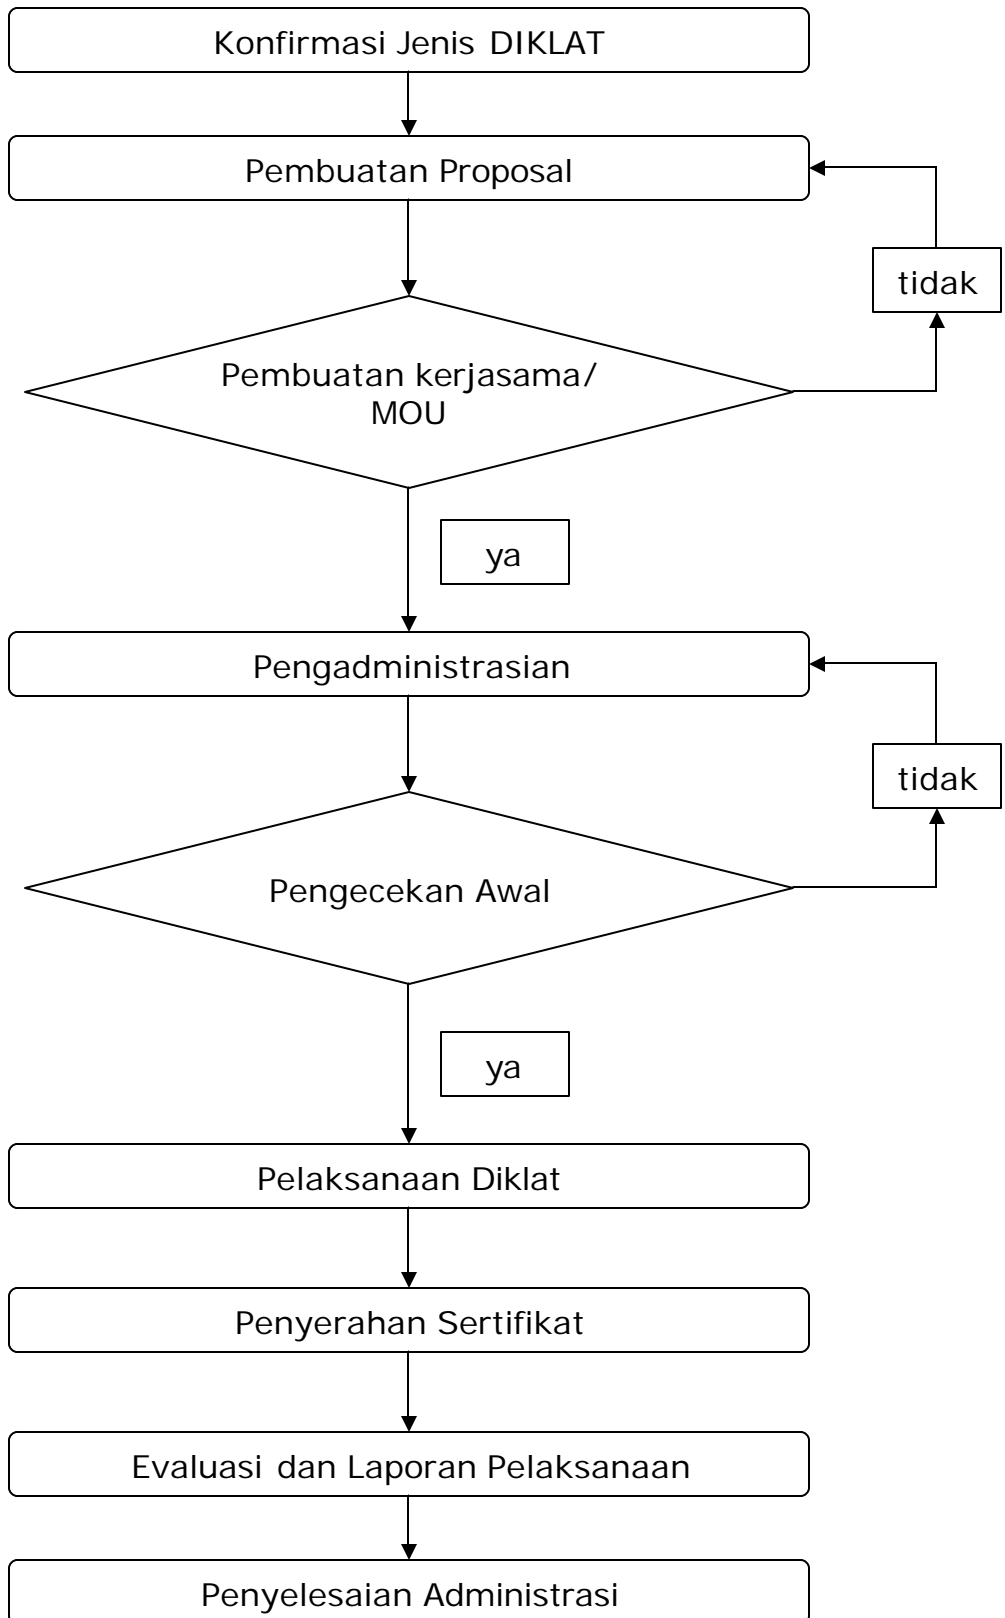 Konfirmasi Jenis DIKLAT
Pembuatan Proposal
tidak
Pembuatan kerjasama/
MOU
ya
Pengadministrasian
tidak
Pengecekan Awal
ya
Pelaksanaan Diklat
Penyerahan Sertifikat
Evaluasi dan Laporan Pelaksanaan
Penyelesaian Administrasi